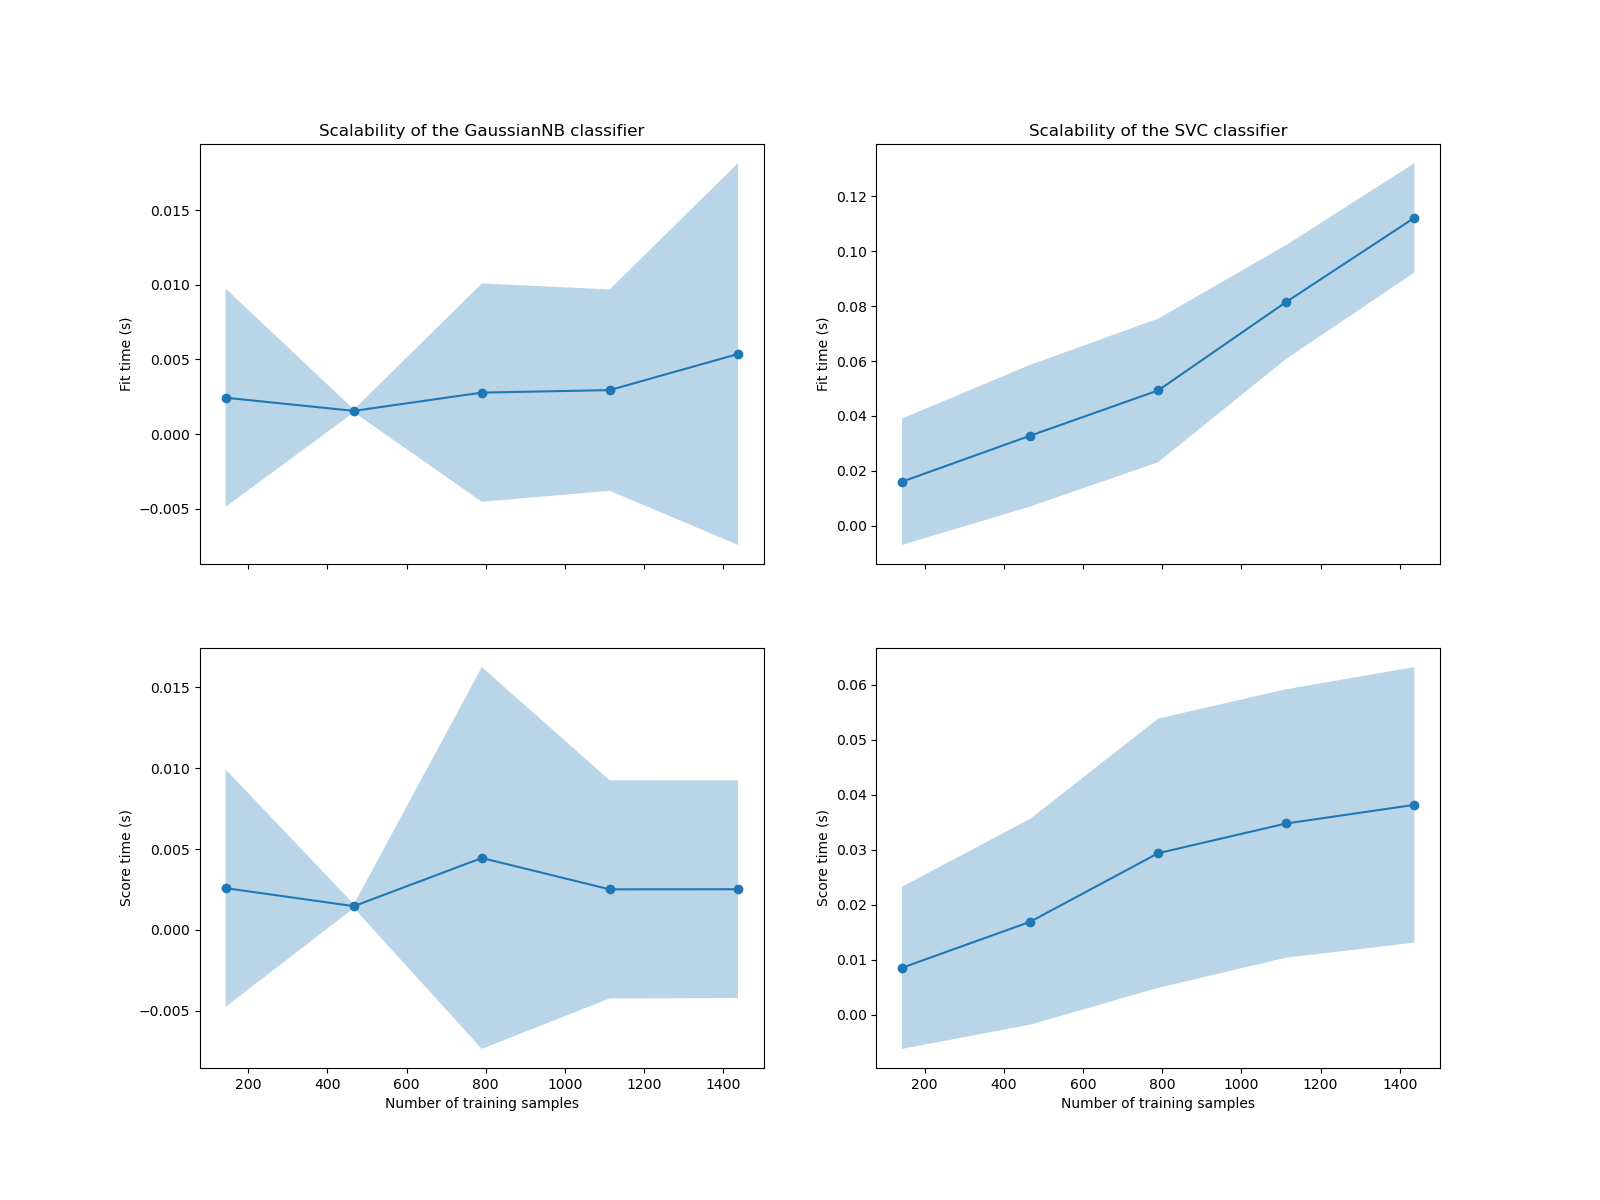 Scalability of the GaussianNB classifier
Fit time (s)
0.015
0.010
0.005
0.000
−0.005
Scalability of the SVC classifier
Fit time (s)
0.12
0.10
0.08
0.06
0.04
0.02
0.00
Score time (s)
0.015
0.010
0.005
0.000
−0.005
200 400 600 800 1000 1200 1400
Number of training samples
Score time (s)
0.06
0.05
0.04
0.03
0.02
0.01
0.00
200 400 600 800 1000 1200 1400
Number of training samples